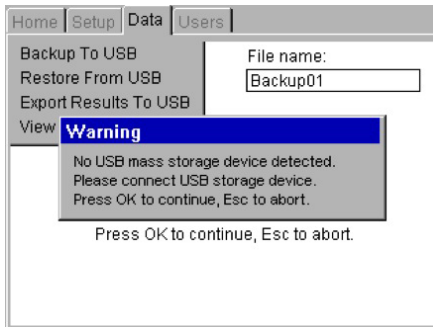 Home Setup Data Users
Backup To USB
Restore From USB
Export Results To USB
View
File name:
Backup01
Warning
No USB mass storage device detected.
Please connect USB storage device.
Press OK to continue, Esc to abort.
Press OK to continue, Esc to abort.